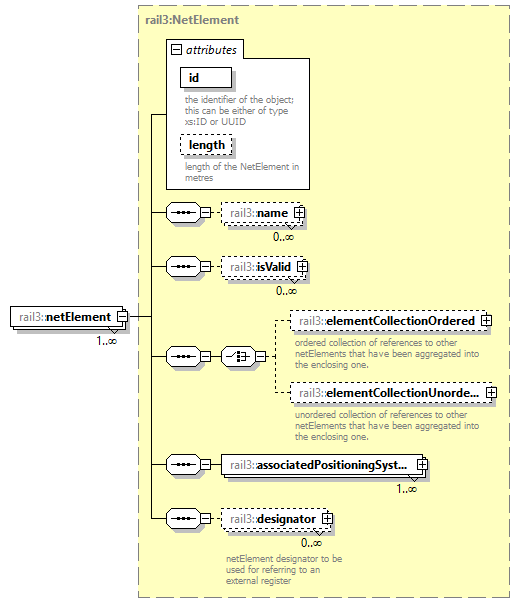 rail3:NetElement
attributes
id
the identifier of the object;
this can be either of type
xs:ID or UUID
length
length of the NetElement in
metres
rail3::name
0..∞
rail3::isValid
0..∞
rail3::netElement
1..∞
rail3::elementCollectionOrdered
ordered collection of references to other
netElements that have been aggregated into
the enclosing one.
rail3::elementCollectionUnorde...
unordered collection of references to other
netElements that have been aggregated into
the enclosing one.
rail3::associatedPositioningSyst...
1..∞
rail3::designator
0..∞
netElement designator to be
used for referring to an
external register